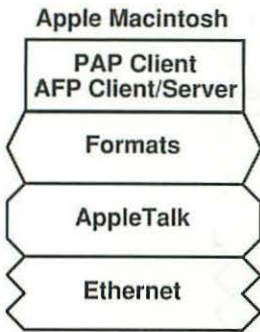 Apple Macintosh
PAP Client
AFP Client/Server
Formats
AppleTalk
Ethernet